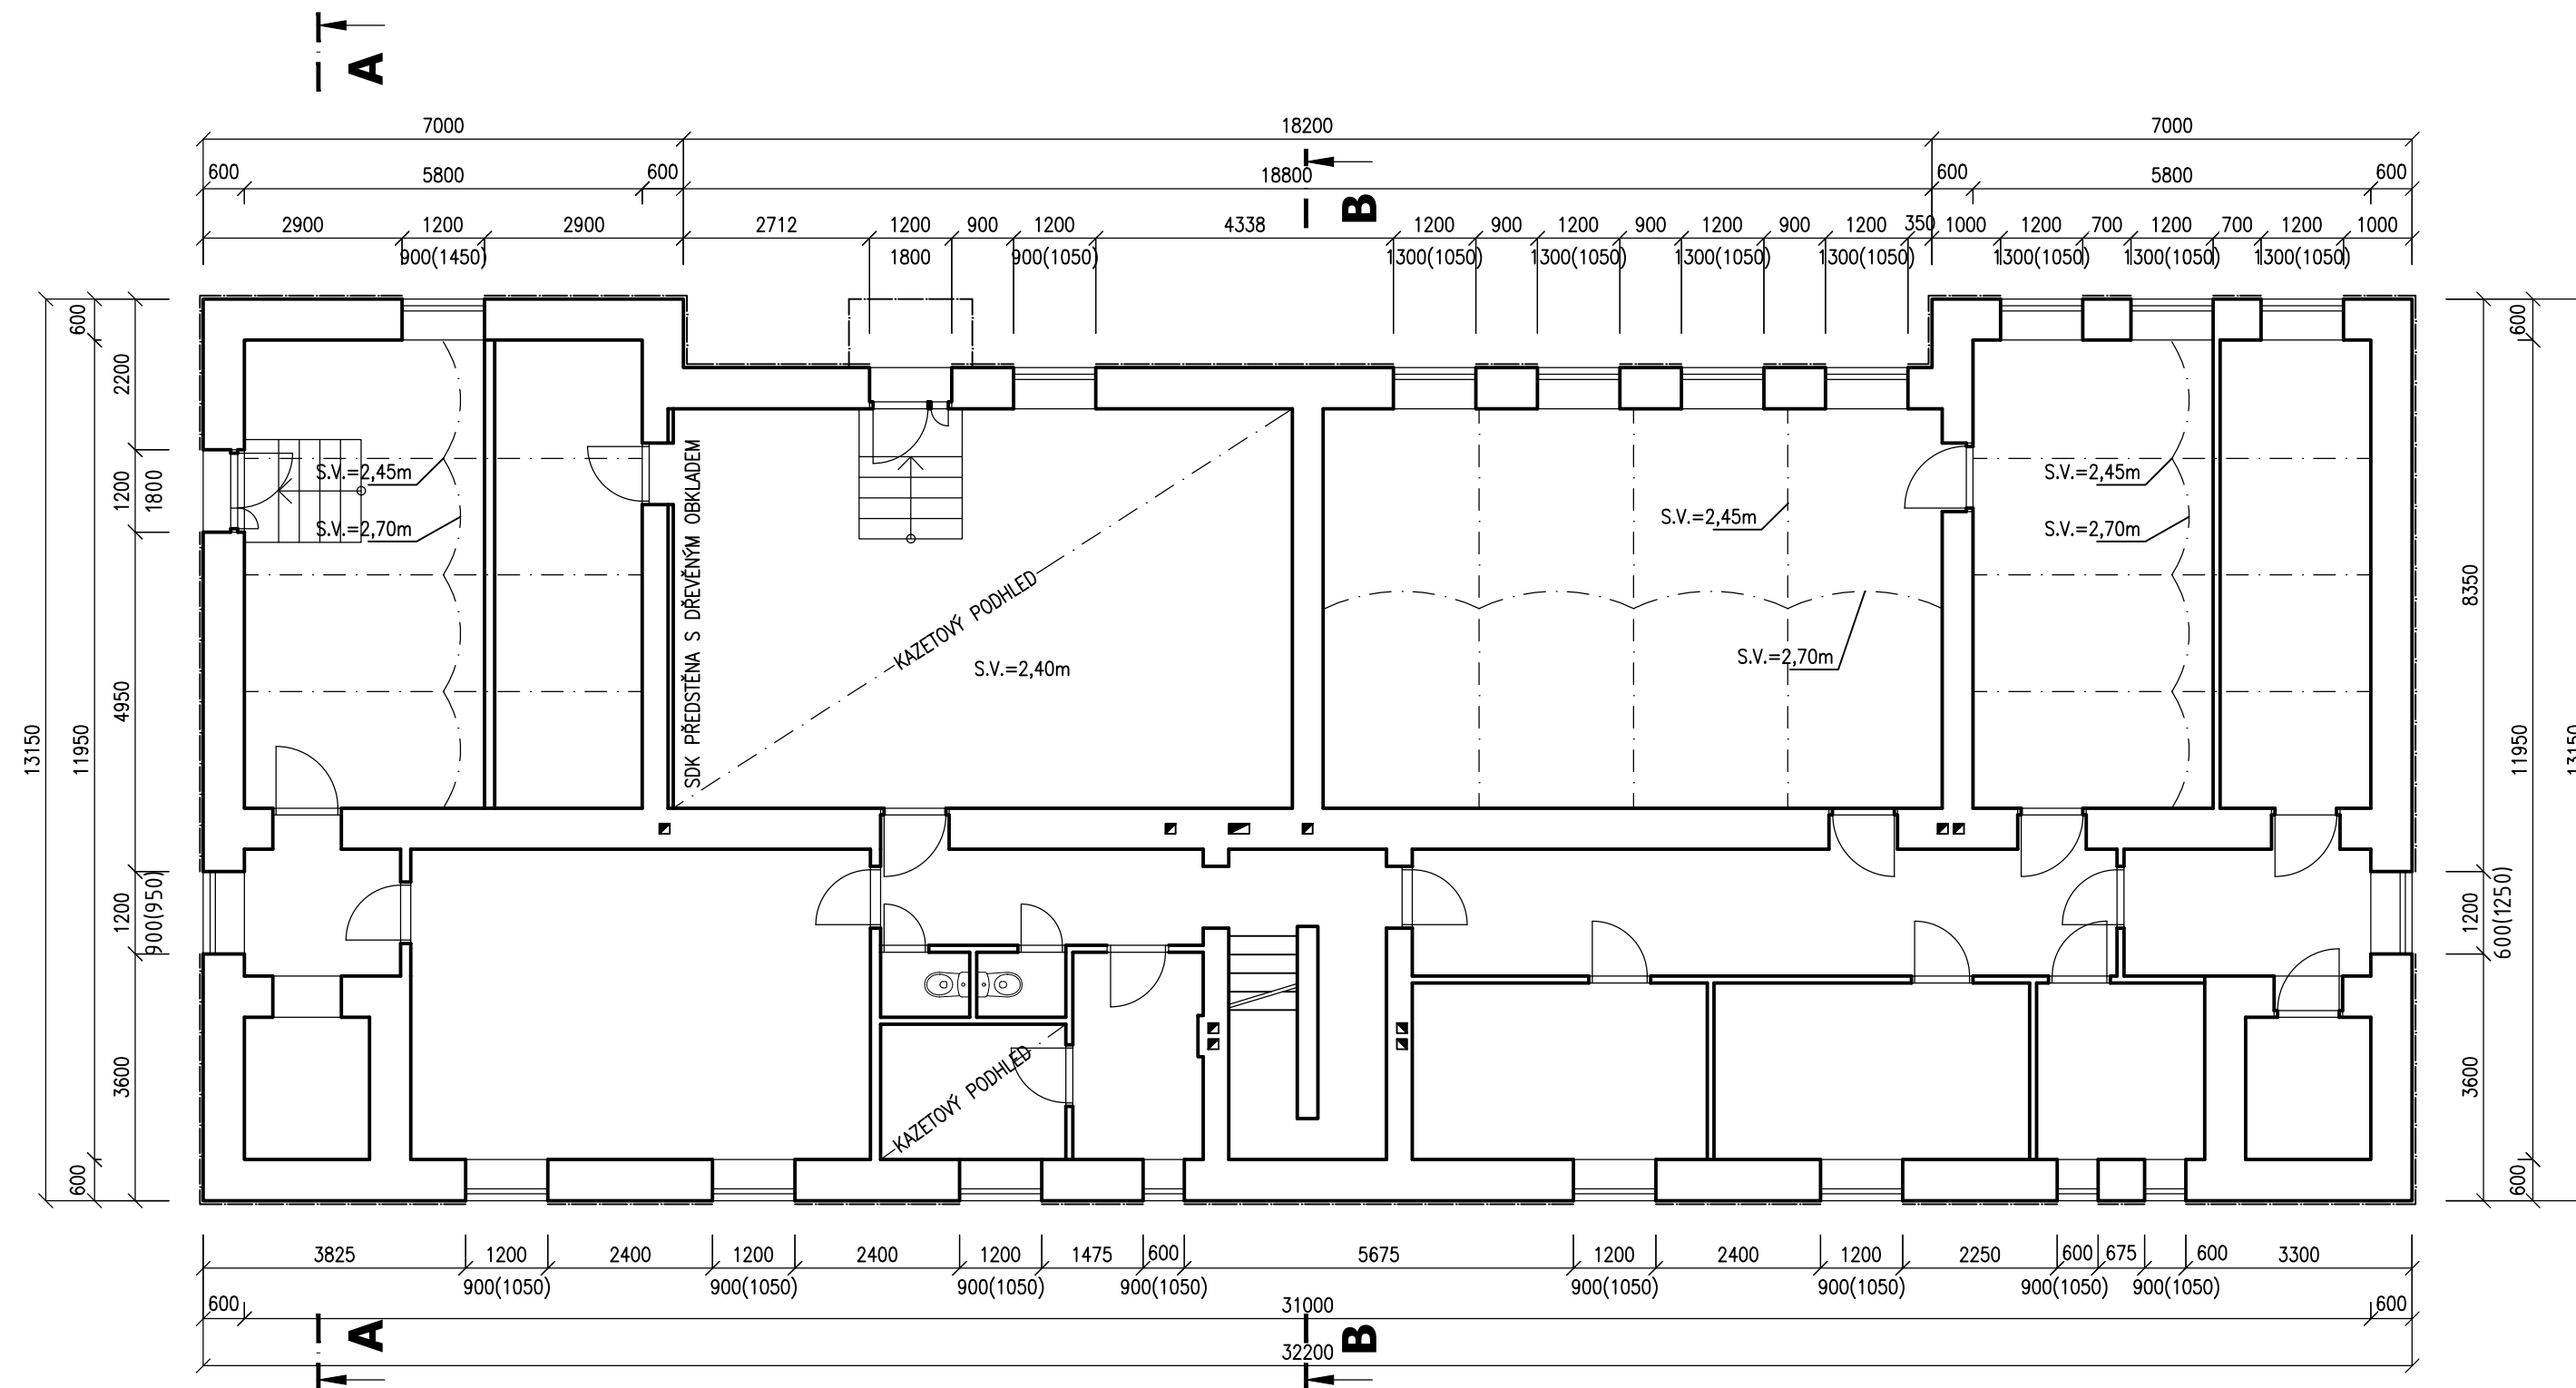 A
7000 18200 7000
600 5800 600 18800 600 5800 600
B
2900 1200 2900 2712 1200 900 1200 4338 1200 900 1200 900 1200 900 1200 350 1000 1200 700 1200 700 1200 1000
900(1450) 1800 900(1050) 1300(1050) 1300(1050) 1300(1050) 1300(1050) 1300(1050) 1300(1050) 1300(1050)
13150
11950
600
600
2200
1200
1800
4950
1200
900(950)
3600
S.V.=2,45m
S.V.=2,70m
SDK PŘEDSTĚNA S DŘEVĚNÝM OBKLADEM
KAZETOVÝ PODHLED
S.V.=2,40m
S.V.=2,45m
S.V.=2,70m
S.V.=2,45m
S.V.=2,70m
KAZETOVÝ PODHLED
8350
1200
600(1250)
3600
600
11950
600
13150
3825 1200 2400 1200 2400 1200 1475 600 5675 1200 2400 1200 2250 600 675 600 3300
900(1050) 900(1050) 900(1050) 900(1050) 900(1050) 900(1050) 900(1050) 900(1050)
600 31000 600
A
B
32200